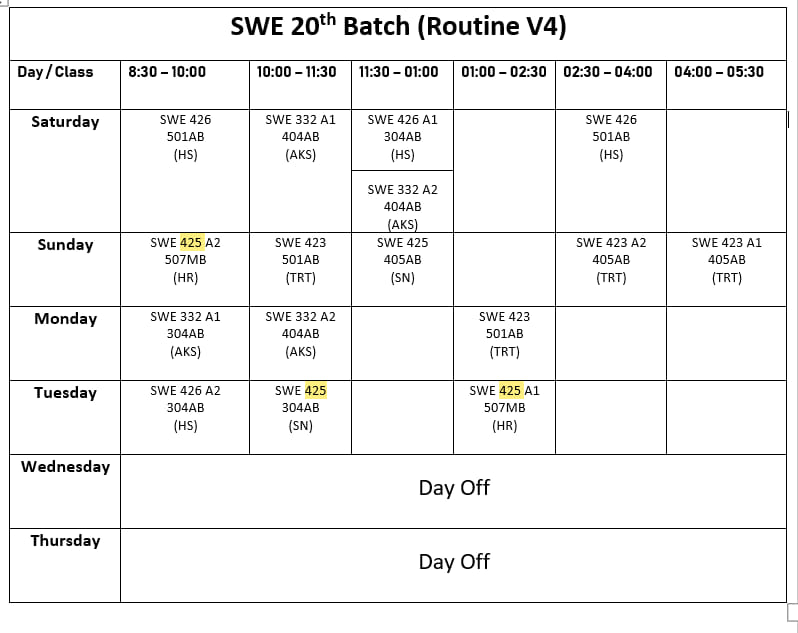 SWE 20th Batch (Routine V4)
Day / Class 8:30 – 10:00 10:00 – 11:30 11:30 – 01:00 01:00 – 02:30 02:30 – 04:00 04:00 – 05:30
Saturday
SWE 426
501AB
(HS)
SWE 332 A1
404AB
(AKS)
SWE 426 A1
304AB
(HS)
SWE 332 A2
404AB
(AKS)
SWE 426
501AB
(HS)
Sunday
SWE 425 A2
507MB
(HR)
SWE 423
501AB
(TRT)
SWE 425
405AB
(SN)
SWE 423 A2
405AB
(TRT)
SWE 423 A1
405AB
(TRT)
Monday
SWE 332 A1
304AB
(AKS)
SWE 332 A2
404AB
(AKS)
SWE 423
501AB
(TRT)
Tuesday
SWE 426 A2
304AB
(HS)
SWE 425
304AB
(SN)
SWE 425 A1
507MB
(HR)
Wednesday
Day Off
Thursday
Day Off